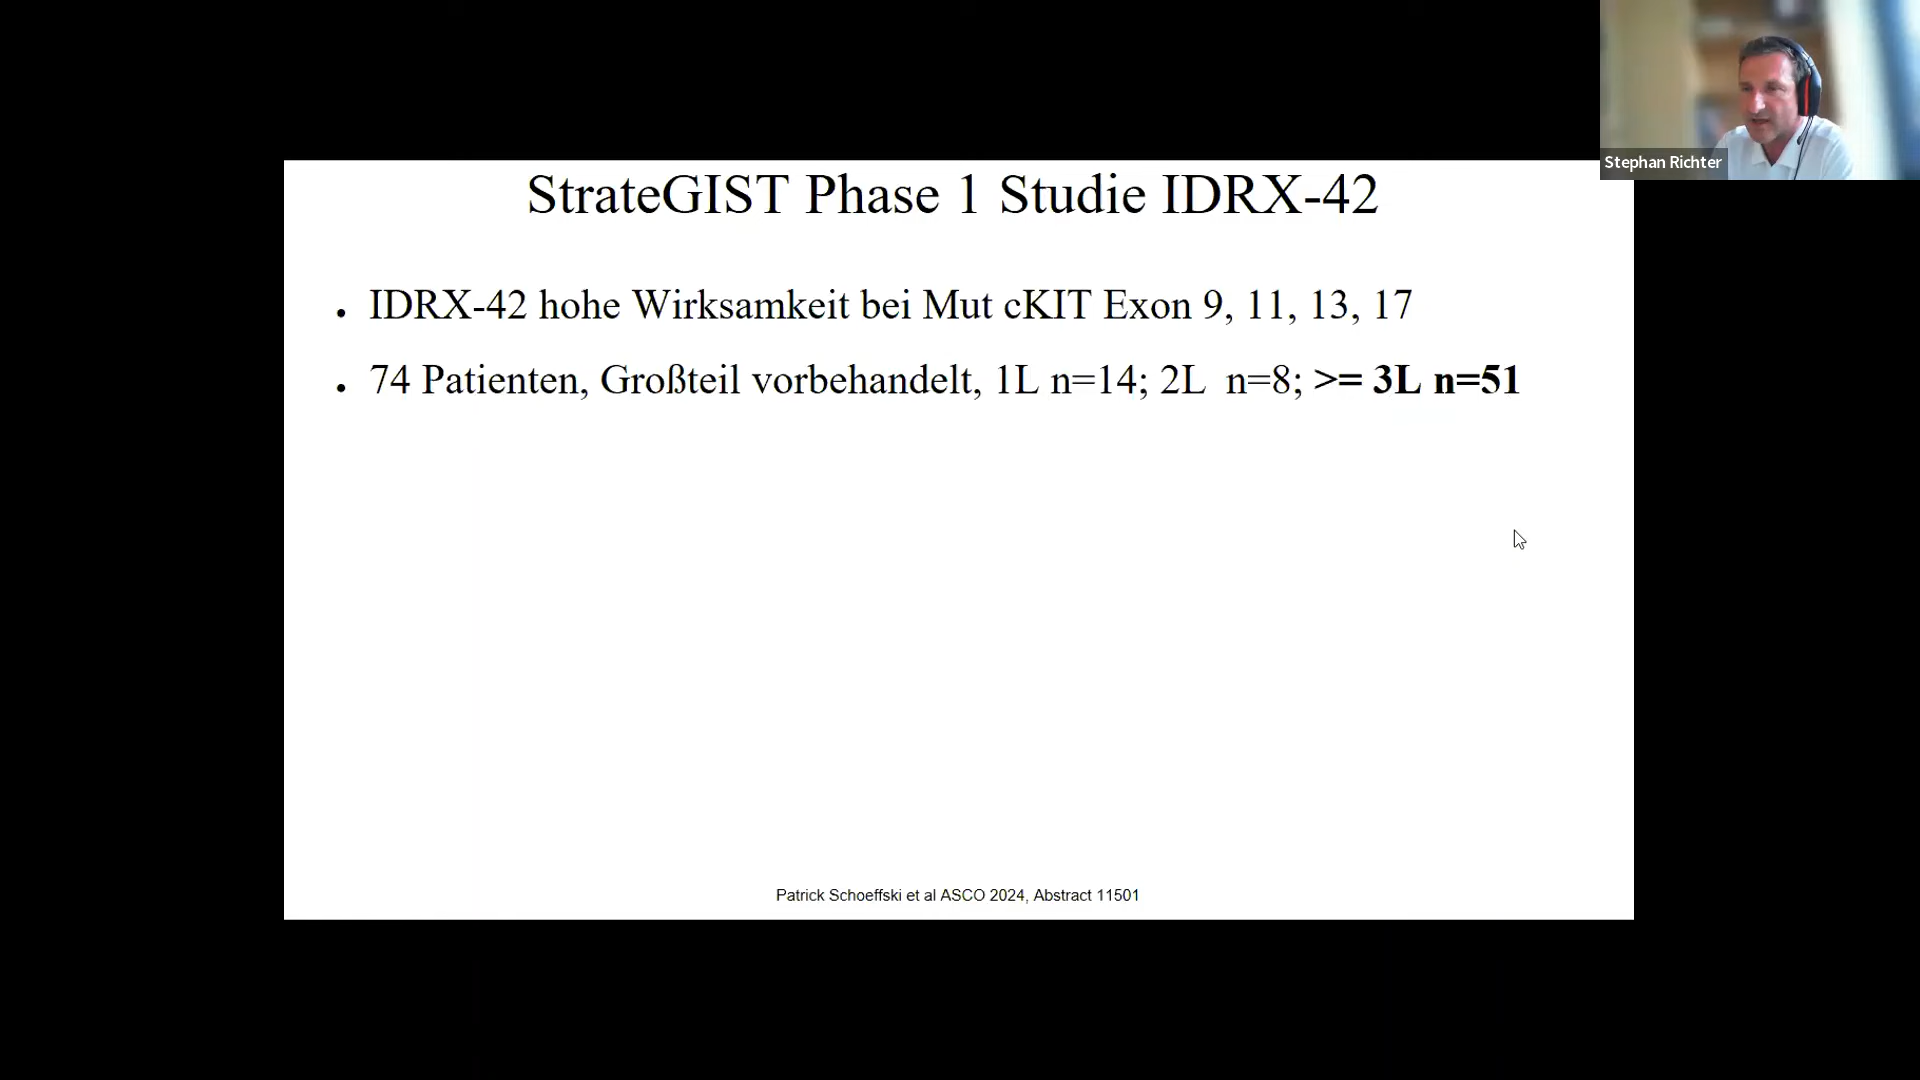 Stephan Richter
StrateGIST Phase 1 Studie IDRX-42
• IDRX-42 hohe Wirksamkeit bei Mut cKIT Exon 9, 11, 13, 17
• 74 Patienten, Großteil vorbehandelt, 1L n=14; 2L n=8; >= 3L n=51
Patrick Schoeffski et al ASCO 2024, Abstract 11501